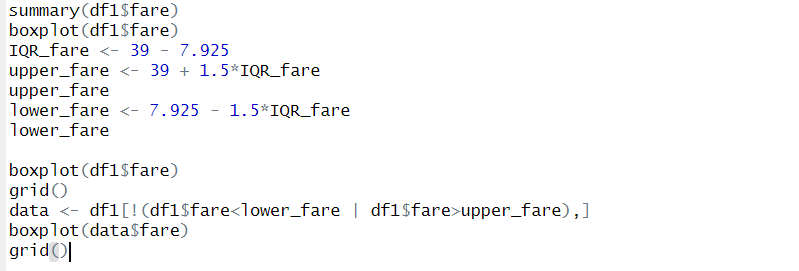 summary(df1$fare)
boxplot(df1$fare)
IQR_fare <- 39 - 7.925
upper_fare <- 39 + 1.5*IQR_fare
upper_fare
lower_fare <- 7.925 - 1.5*IQR_fare
lower_fare
boxplot(df1$fare)
grid()
data <- df1[!(df1$fare<lower_fare | df1$fare>upper_fare),]
boxplot(data$fare)
grid()